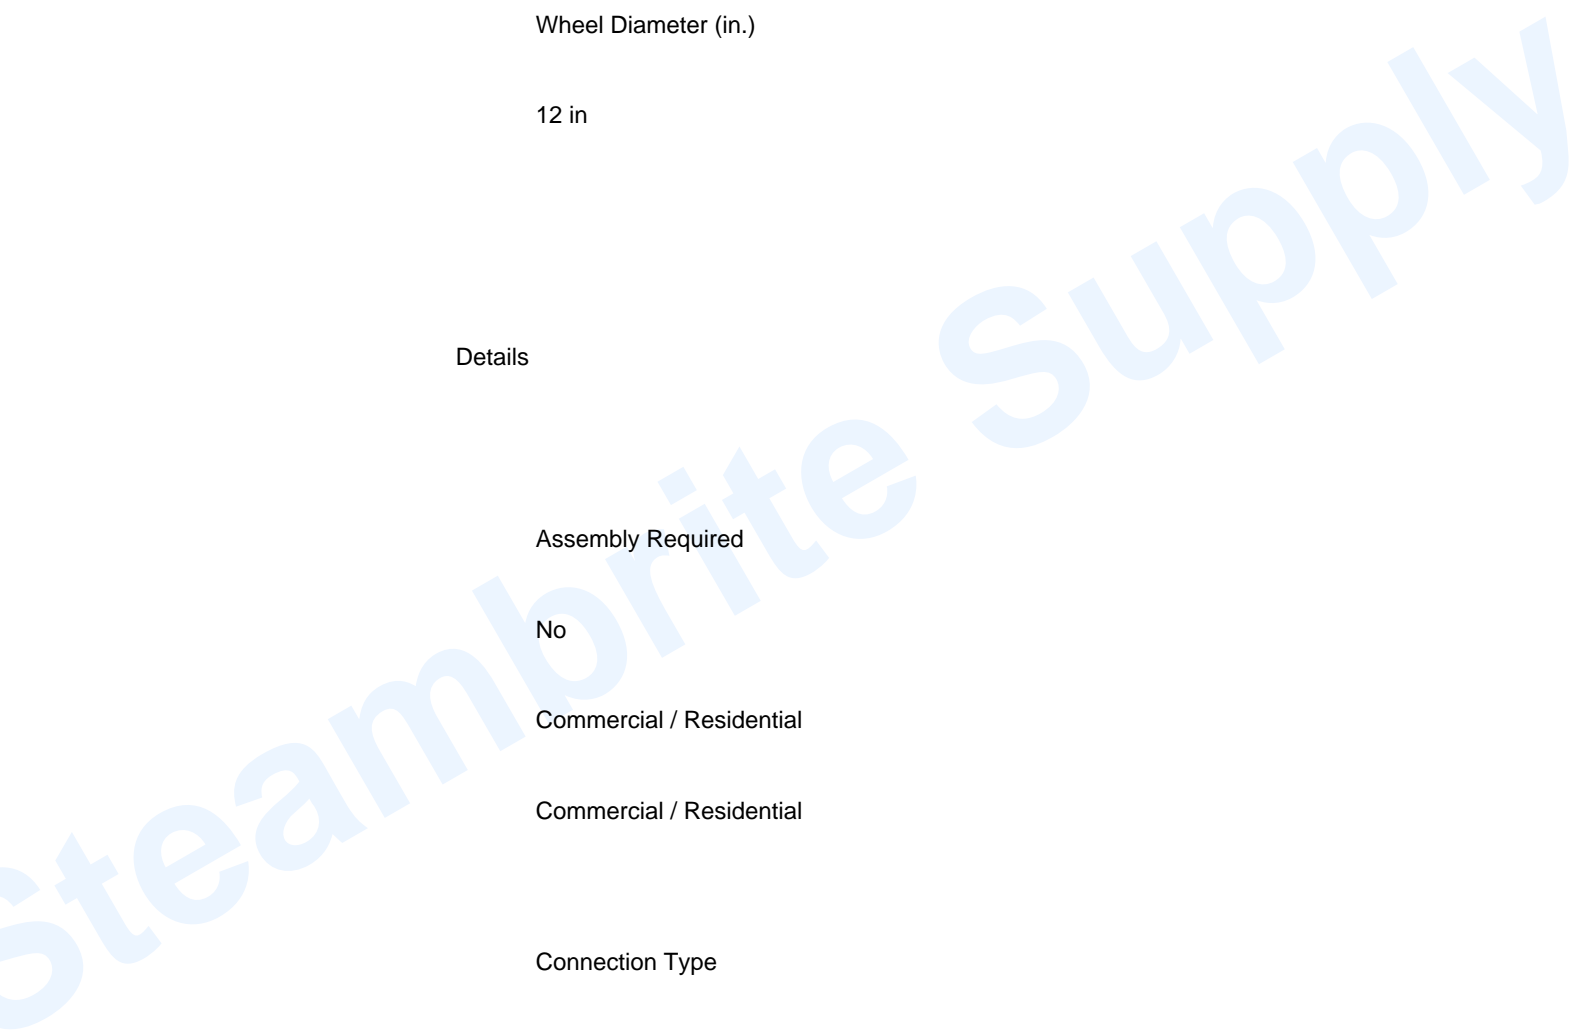 Wheel Diameter (in.)
12 in
Details
Assembly Required
No
Commercial / Residential
Commercial / Residential
Connection Type
Steambrite Supply